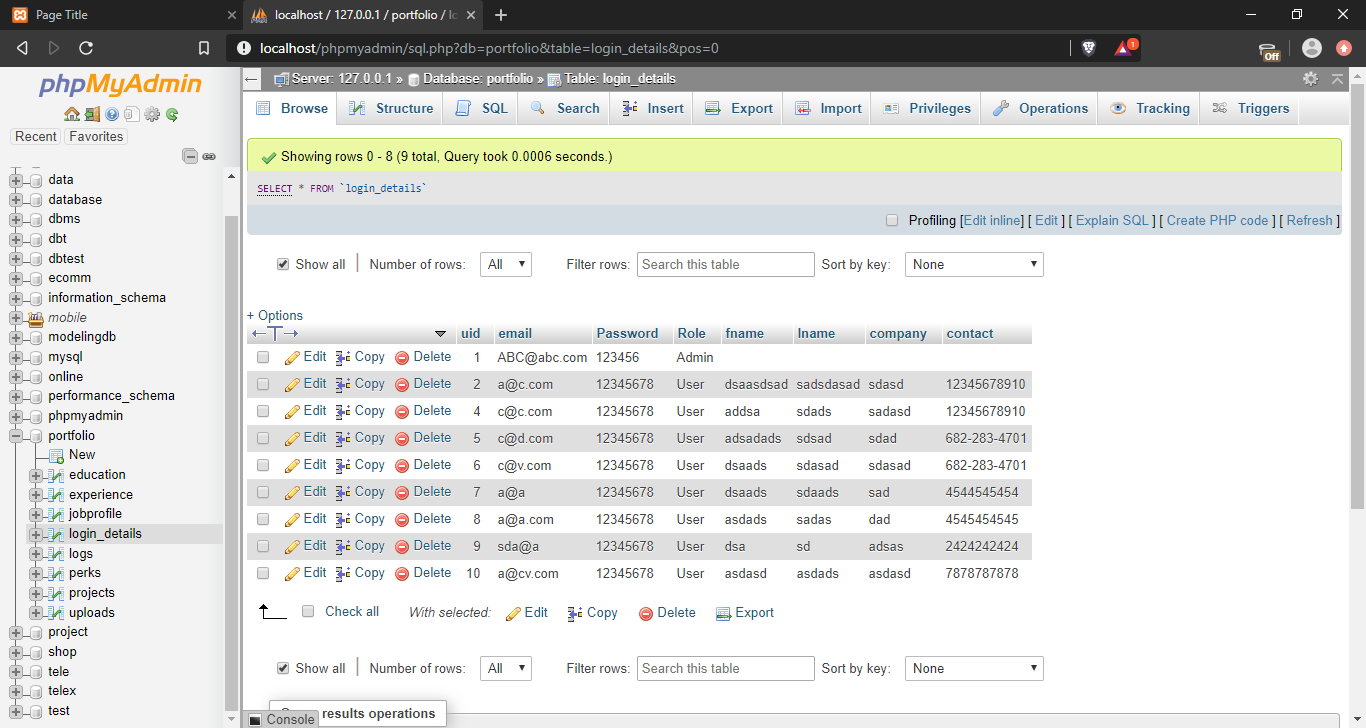 Page Title
localhost / 127.0.0.1 / portfolio / lo
localhost/phpmyadmin/sql.php?db=portfolio&table=login_details&pos=0
1
Off
phpMyAdmin
Recent Favorites
data
database
dbms
dbt
dbtest
ecomm
information_schema
mobile
modelingdb
mysql
online
performance_schema
phpmyadmin
portfolio
New
education
experience
jobprofile
login_details
logs
perks
projects
uploads
project
shop
tele
telex
test
Server: 127.0.0.1 » Database: portfolio » Table: login_details
Browse Structure SQL Search Insert Export Import Privileges Operations Tracking Triggers
Showing rows 0 - 8 (9 total, Query took 0.0006 seconds.)
SELECT * FROM `login_details`
Profiling [Edit inline] [ Edit ] [ Explain SQL ] [ Create PHP code ] [ Refresh ]
Show all | Number of rows: All Filter rows: Search this table Sort by key: None
+ Options
←T→ uid email Password Role fname lname company contact
Edit Copy Delete 1 ABC@abc.com 123456 Admin
Edit Copy Delete 2 a@c.com 12345678 User dsaasdsad sadsdasad sdasd 12345678910
Edit Copy Delete 4 c@c.com 12345678 User addsa sdads sadasd 12345678910
Edit Copy Delete 5 c@d.com 12345678 User adsadads sdsad sdad 682-283-4701
Edit Copy Delete 6 c@v.com 12345678 User dsaads sdasad sdasad 682-283-4701
Edit Copy Delete 7 a@a 12345678 User dsaads sdaads sad 4544545454
Edit Copy Delete 8 a@a.com 12345678 User asdads sadas dad 4545454545
Edit Copy Delete 9 sda@a 12345678 User dsa sd adsas 2424242424
Edit Copy Delete 10 a@cv.com 12345678 User asdasd asdads asdasd 7878787878
Check all With selected: Edit Copy Delete Export
Show all | Number of rows: All Filter rows: Search this table Sort by key: None
results operations
Console